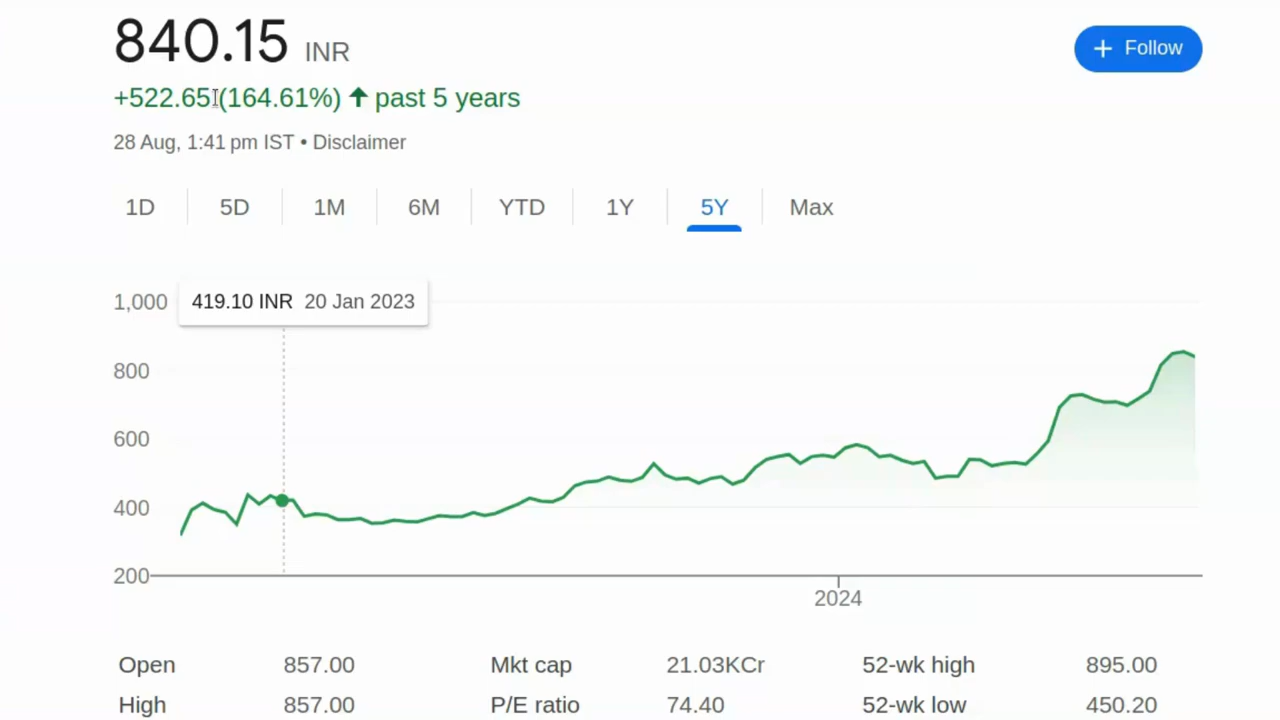 840.15 INR
+ Follow
+522.65 (164.61%) ↑ past 5 years
28 Aug, 1:41 pm IST • Disclaimer
1D 5D 1M 6M YTD 1Y 5Y Max
419.10 INR 20 Jan 2023
1,000
800
600
400
200
2024
Open 857.00 Mkt cap 21.03KCr 52-wk high 895.00
High 857.00 P/E ratio 74.40 52-wk low 450.20